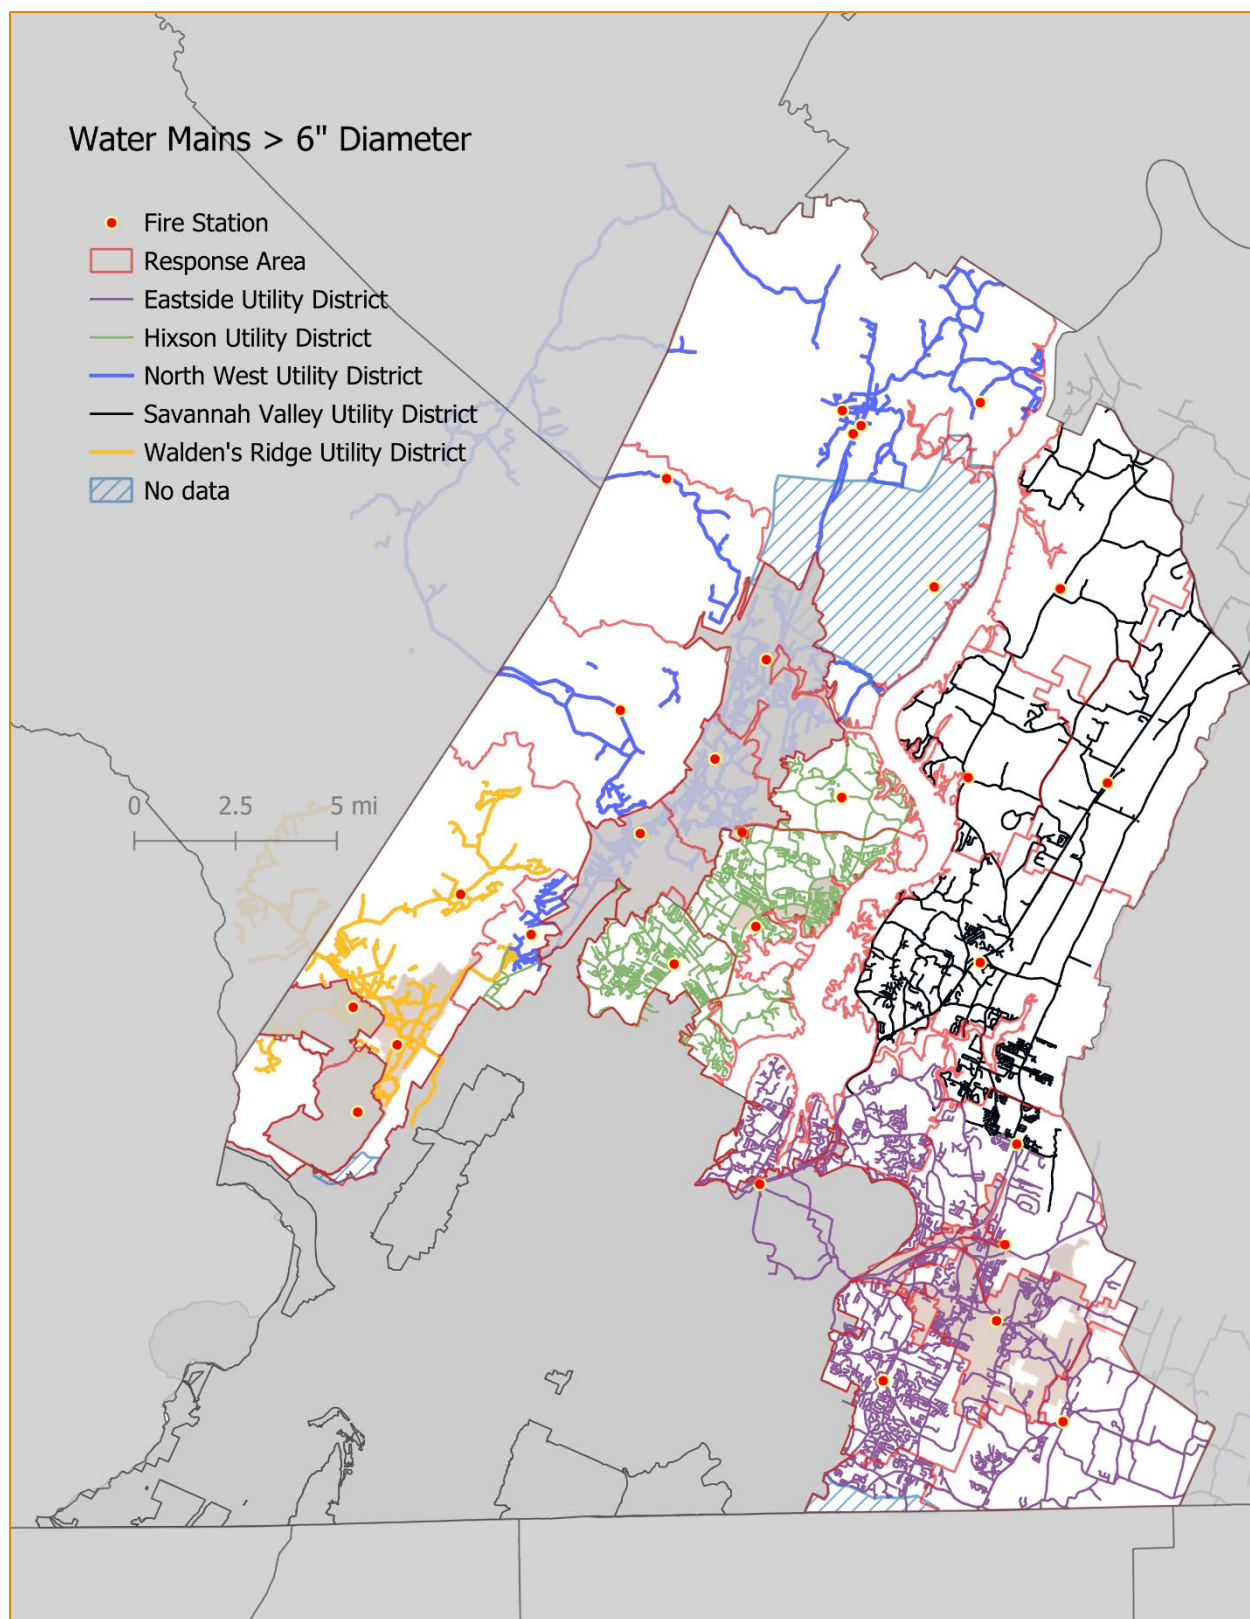 Water Mains > 6" Diameter
Fire Station
Response Area
Eastside Utility District
Hixson Utility District
North West Utility District
Savannah Valley Utility District
Walden's Ridge Utility District
No data
0 2.5 5 mi